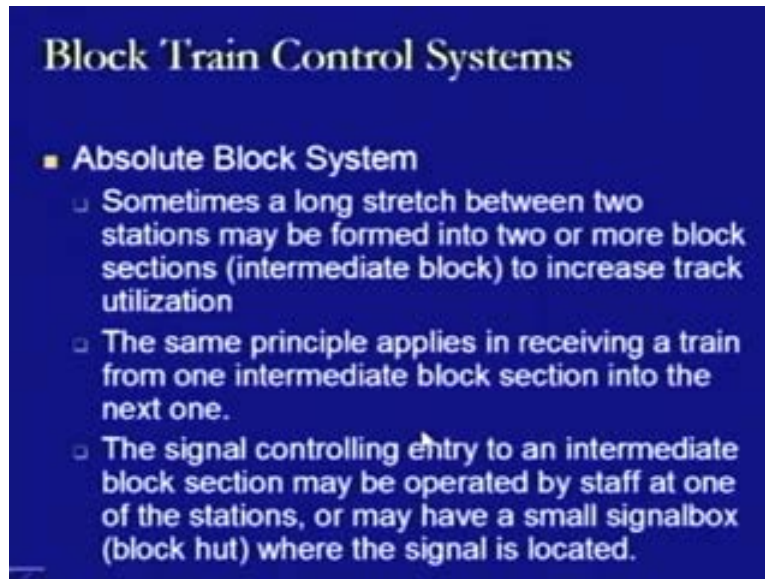 Block Train Control Systems
Absolute Block System
Sometimes a long stretch between two
stations may be formed into two or more block
sections (intermediate block) to increase track
utilization
The same principle applies in receiving a train
from one intermediate block section into the
next one.
The signal controlling entry to an intermediate
block section may be operated by staff at one
of the stations, or may have a small signalbox
(block hut) where the signal is located.